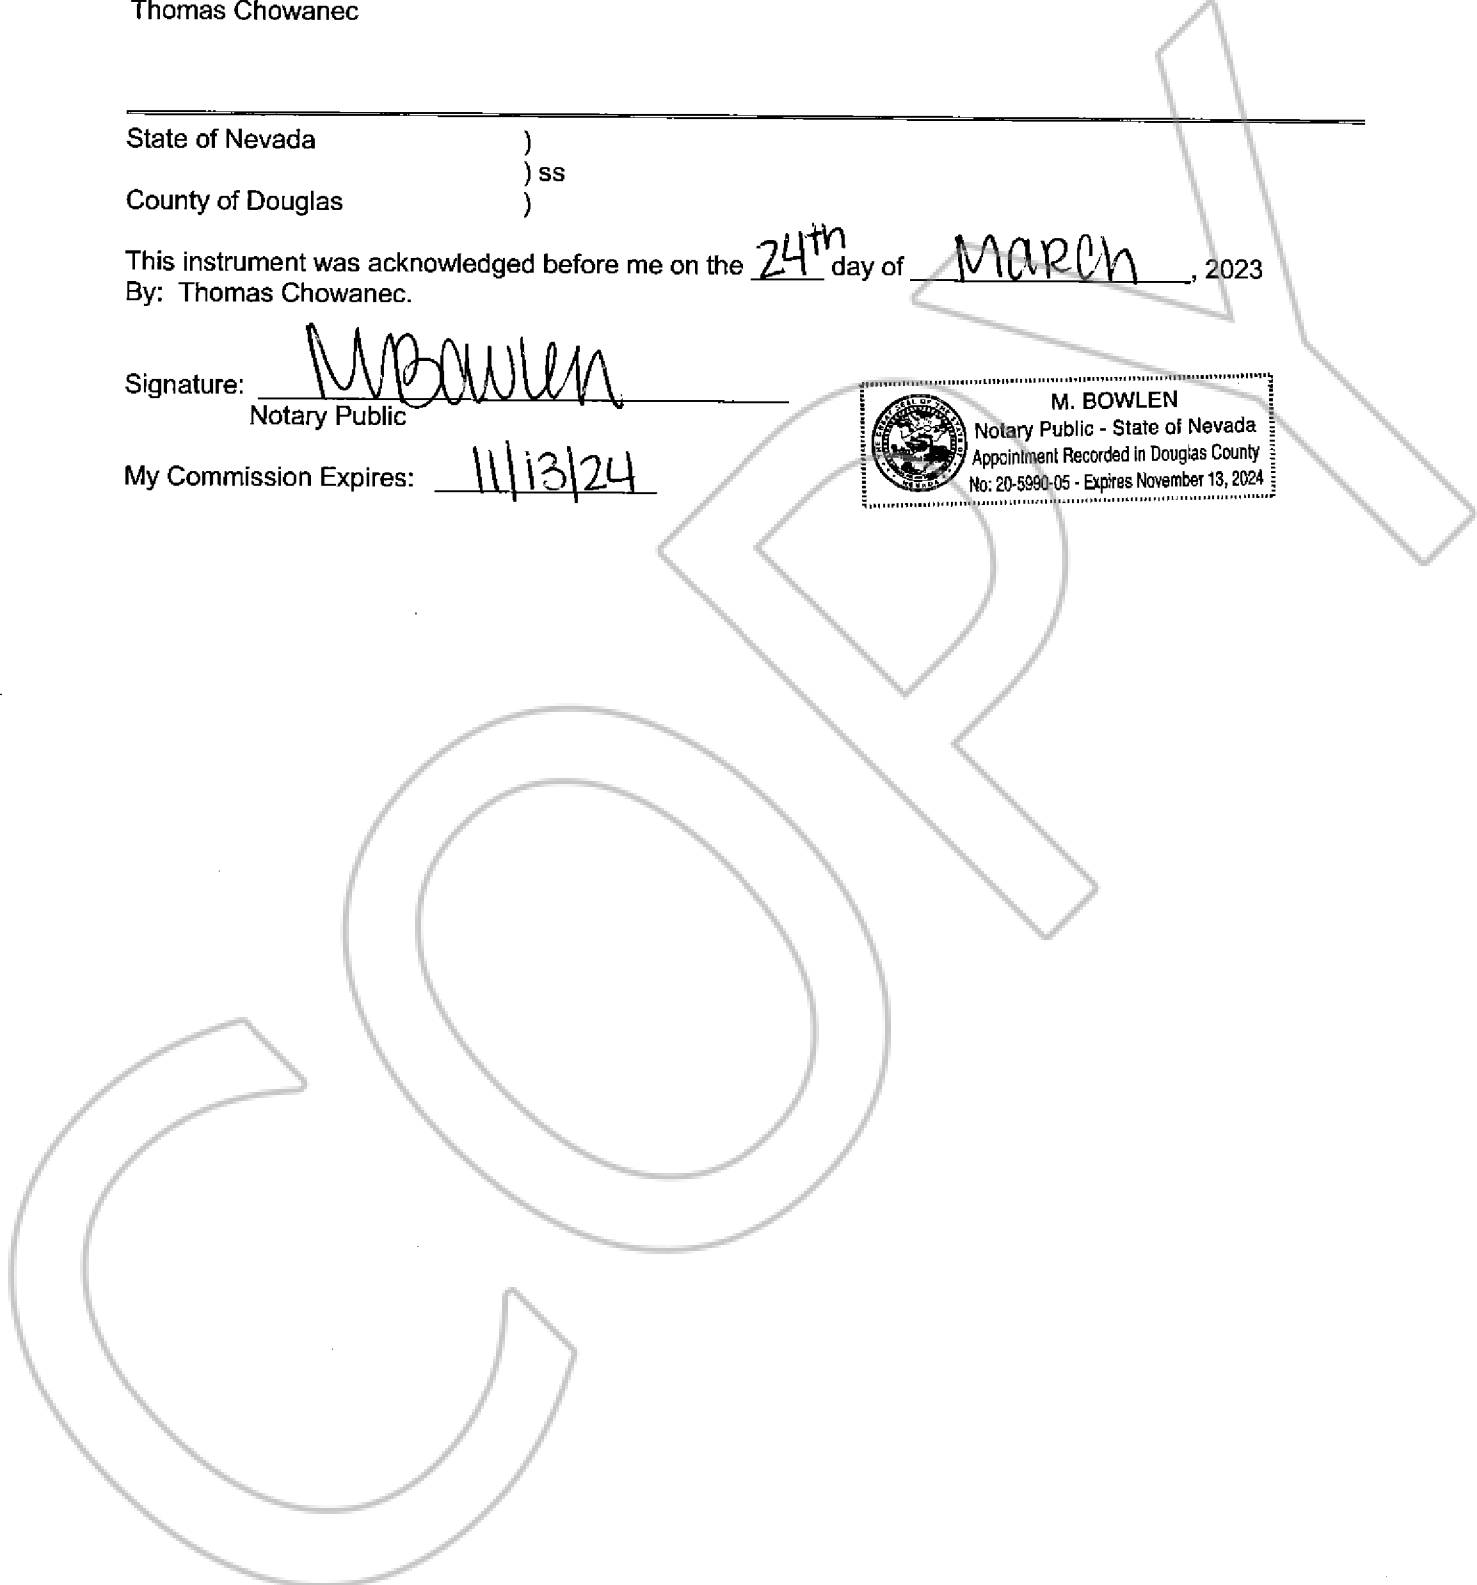 Thomas Chowanec
State of Nevada )
) ss
County of Douglas )
This instrument was acknowledged before me on the 24th day of March, 2023
By: Thomas Chowanec.
Signature: MBowlen
Notary Public
My Commission Expires: 11/13/24
M. BOWLEN
Notary Public - State of Nevada
Appointment Recorded in Douglas County
No: 20-5990-05 - Expires November 13, 2024
COPY